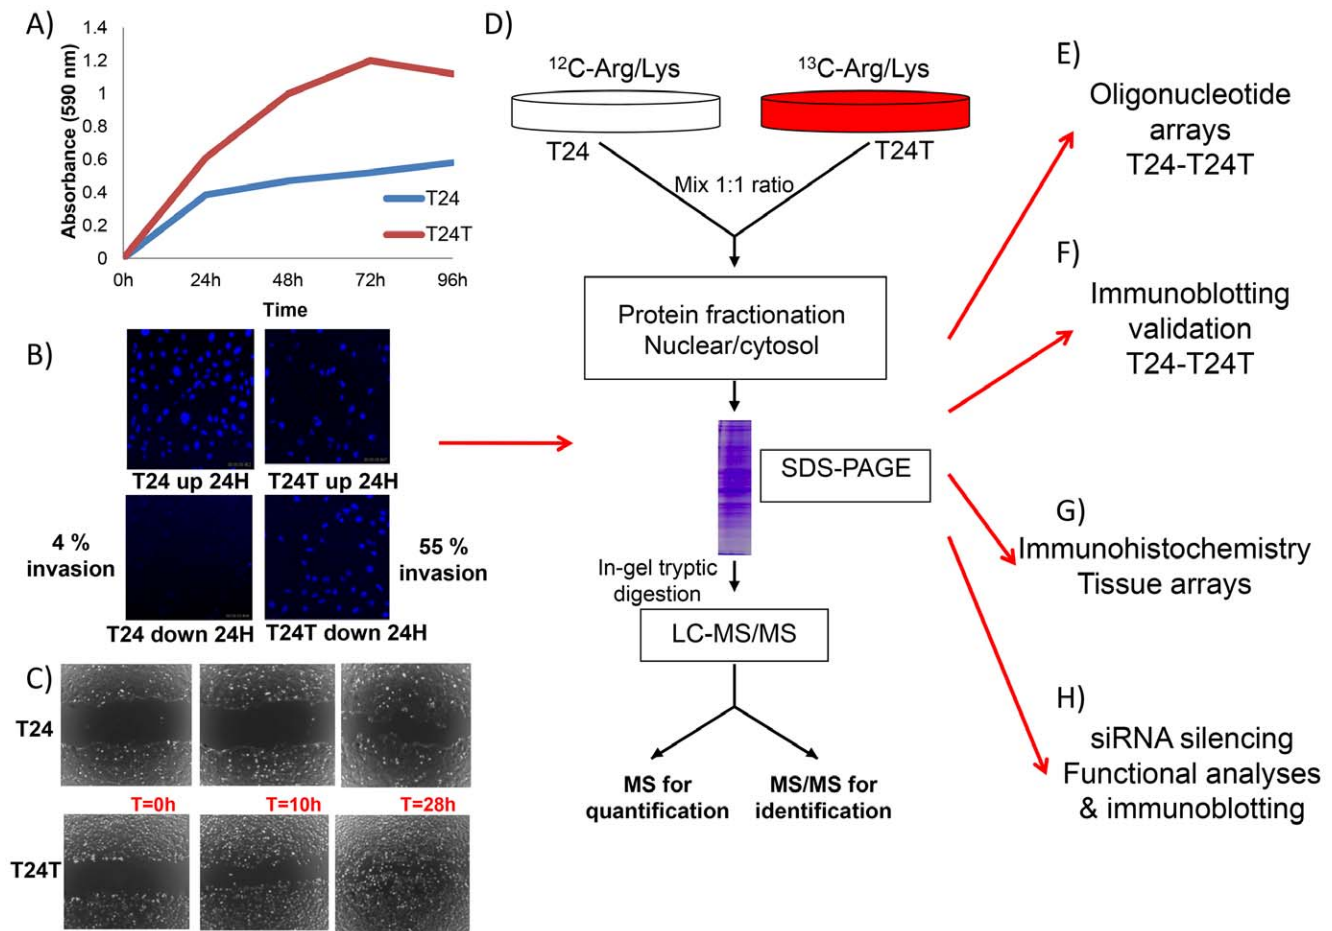 A)
Absorbance (590 nm)
1.4
1.2
1
0.8
0.6
0.4
0.2
0
0h
24h
48h
72h
96h
Time
T24
T24T
B)
T24 up 24H
T24T up 24H
4 %
invasion
55 %
invasion
T24 down 24H
T24T down 24H
C)
T24
T=0h
T=10h
T=28h
T24T
D)
¹²C-Arg/Lys
¹³C-Arg/Lys
T24
T24T
Mix 1:1 ratio
Protein fractionation
Nuclear/cytosol
SDS-PAGE
In-gel tryptic
digestion
LC-MS/MS
MS for
quantification
MS/MS for
identification
E)
Oligonucleotide
arrays
T24-T24T
F)
Immunoblotting
validation
T24-T24T
G)
Immunohistochemistry
Tissue arrays
H)
siRNA silencing
Functional analyses
& immunoblotting